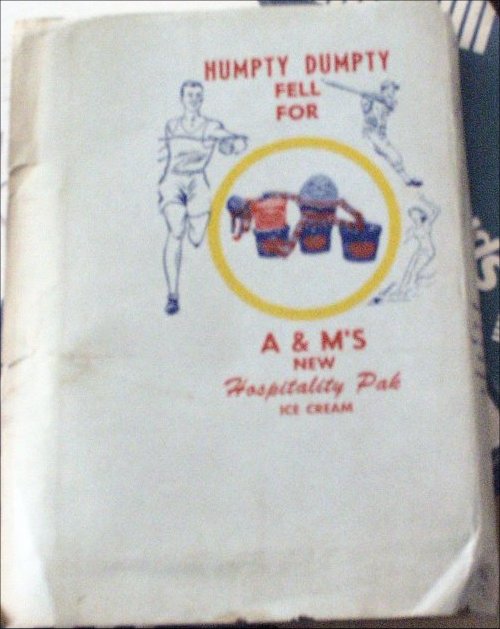 HUMPTY DUMPTY
FELL
FOR
A & M'S
NEW
Hospitality Pak
ICE CREAM